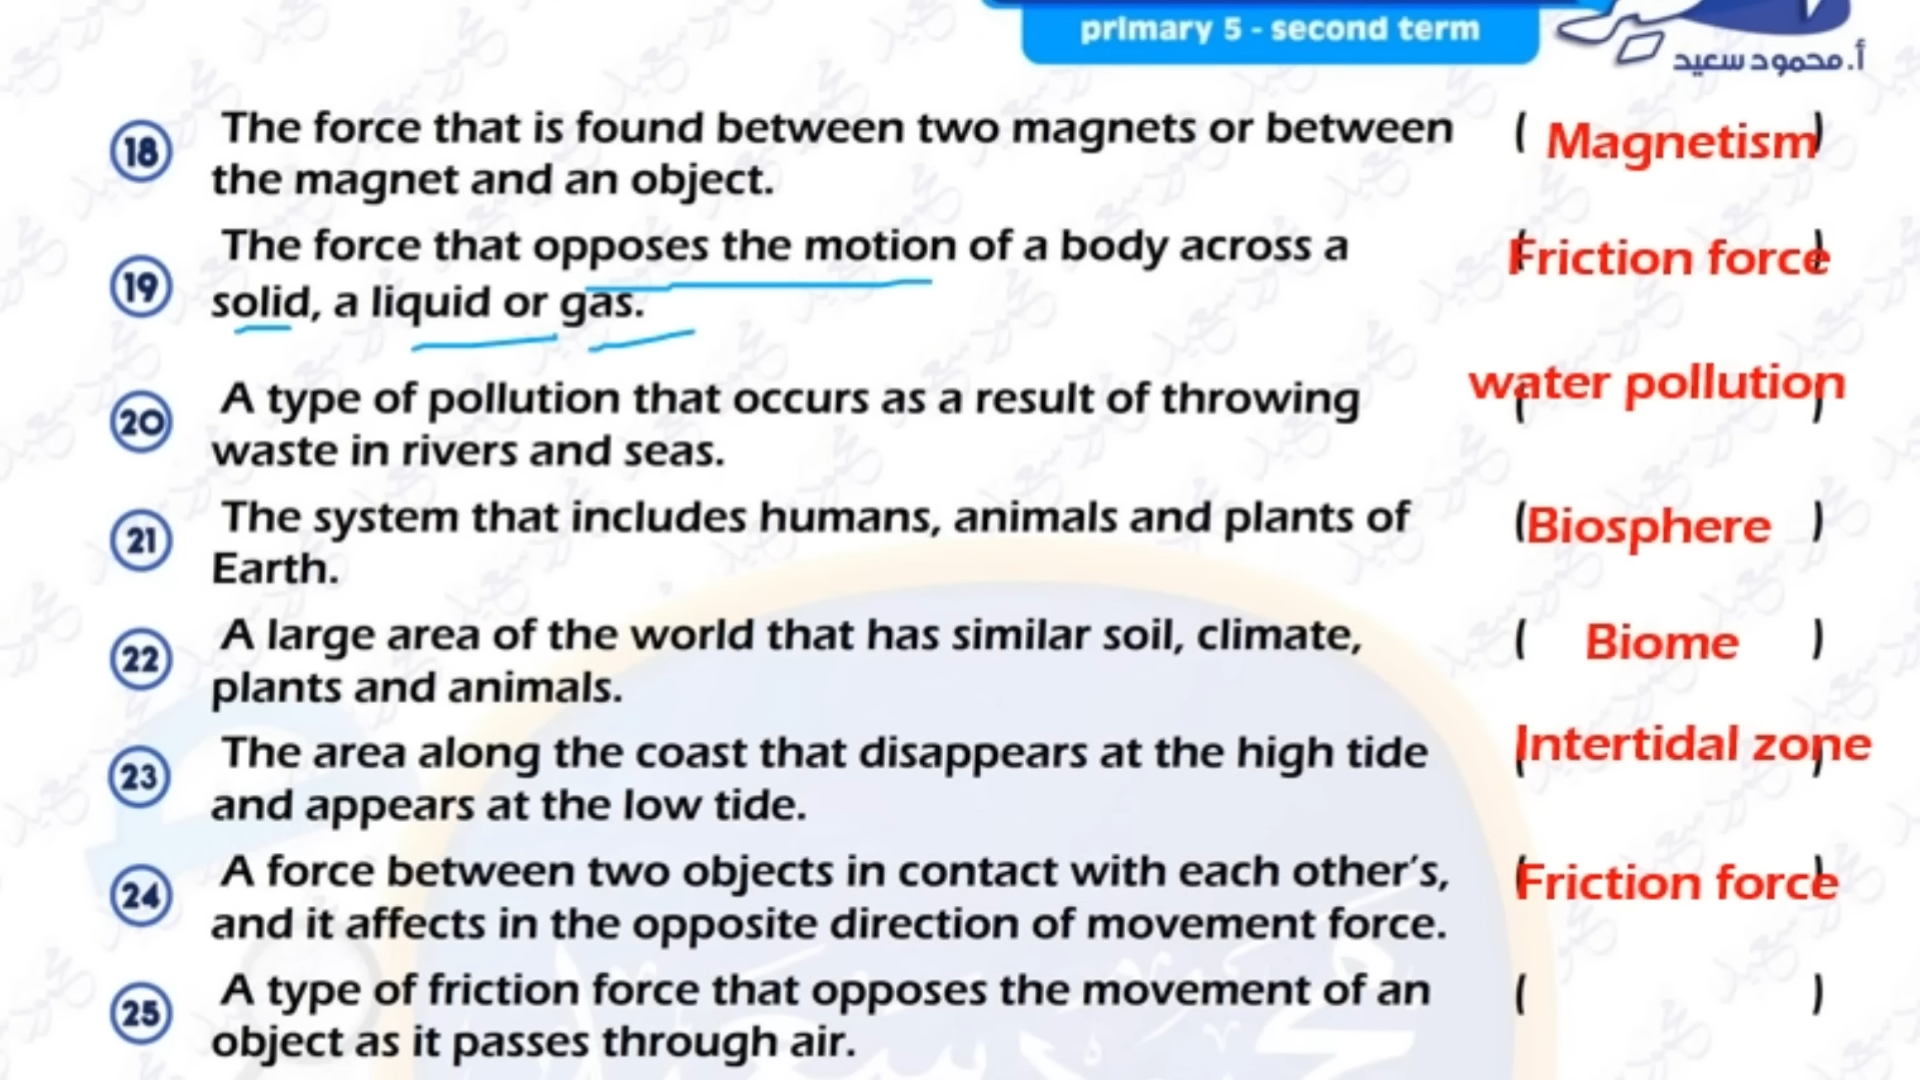 primary 5 - second term
أ. محمود سعيد
18 The force that is found between two magnets or between ( Magnetism )
the magnet and an object.
19 The force that opposes the motion of a body across a ( Friction force )
solid, a liquid or gas.
20 A type of pollution that occurs as a result of throwing ( water pollution )
waste in rivers and seas.
21 The system that includes humans, animals and plants of ( Biosphere )
Earth.
22 A large area of the world that has similar soil, climate, ( Biome )
plants and animals.
23 The area along the coast that disappears at the high tide ( Intertidal zone )
and appears at the low tide.
24 A force between two objects in contact with each other's, ( Friction force )
and it affects in the opposite direction of movement force.
25 A type of friction force that opposes the movement of an ( )
object as it passes through air.